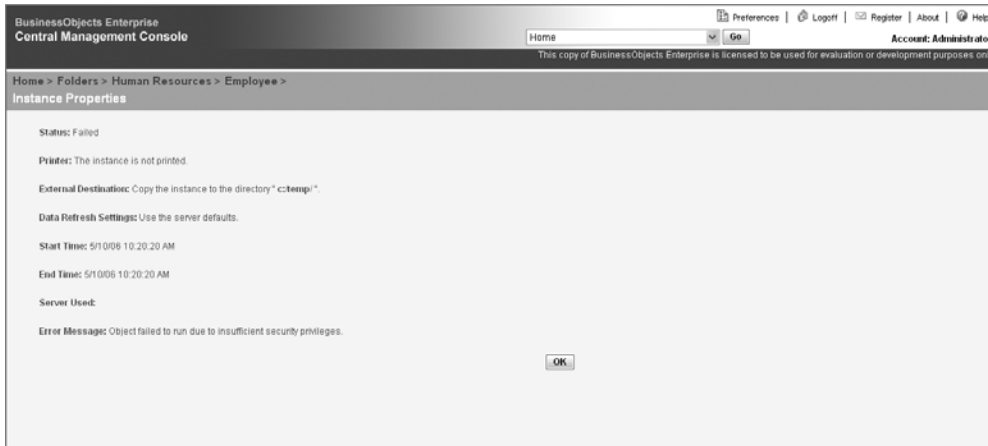 BusinessObjects Enterprise
Central Management Console
Preferences | Logoff | Register | About | Help
Home Go
Account: Administrato
This copy of BusinessObjects Enterprise is licensed to be used for evaluation or development purposes onl
Home > Folders > Human Resources > Employee >
Instance Properties
Status: Failed
Printer: The instance is not printed.
External Destination: Copy the instance to the directory " c:temp/ ".
Data Refresh Settings: Use the server defaults.
Start Time: 5/10/06 10:20:20 AM
End Time: 5/10/06 10:20:20 AM
Server Used:
Error Message: Object failed to run due to insufficient security privileges.
OK